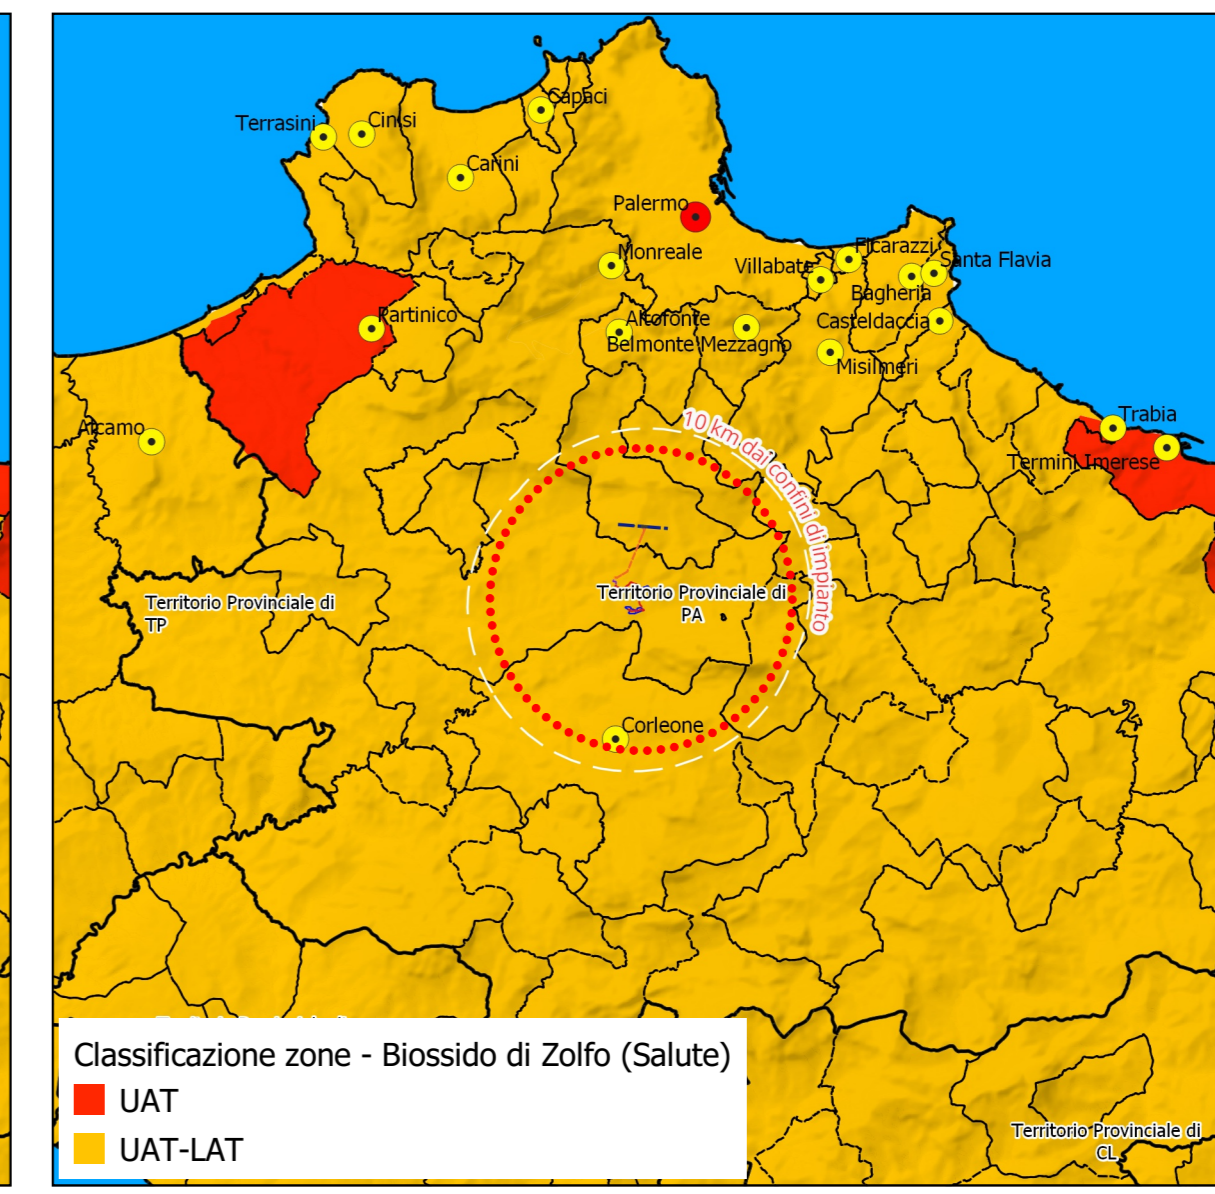 Capaci
Terrasini
Cinisi
Carini
Palermo
Monreale
Ficarazzi
Villabate
Santa Flavia
Bagheria
Partinico
Altofonte
Casteldaccia
Belmonte Mezzagno
Misilmeri
Trabia
Alcamo
10 km dai confini di impianto
Termini Imerese
Territorio Provinciale di
TP
Territorio Provinciale di
PA
Corleone
Classificazione zone - Biossido di Zolfo (Salute)
UAT
UAT-LAT
Territorio Provinciale di
CL